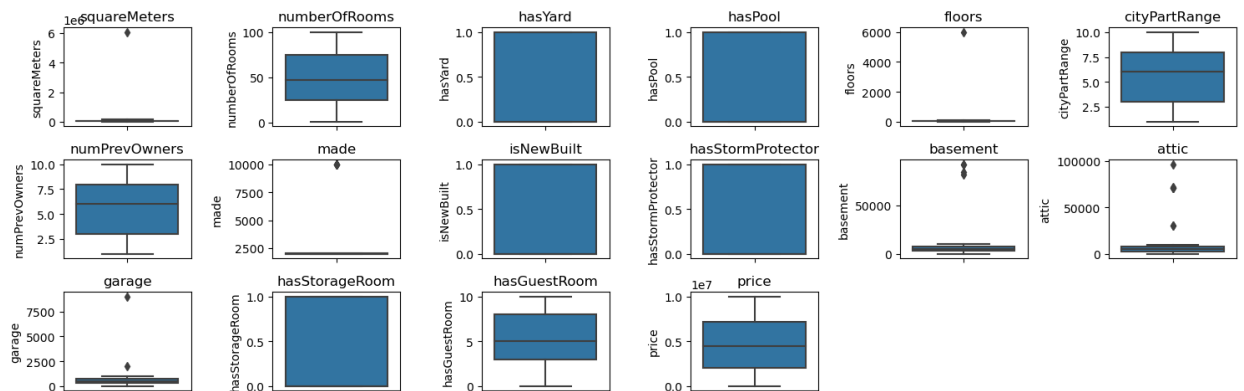 squareMeters
numberOfRooms
hasYard
hasPool
floors
cityPartRange
1e6
squareMeters
6
4
2
0
numberOfRooms
100
50
0
hasYard
1.0
0.5
0.0
hasPool
1.0
0.5
0.0
floors
6000
4000
2000
0
cityPartRange
10.0
7.5
5.0
2.5
numPrevOwners
made
isNewBuilt
hasStormProtector
basement
attic
numPrevOwners
10.0
7.5
5.0
2.5
made
10000
7500
5000
2500
isNewBuilt
1.0
0.5
0.0
hasStormProtector
1.0
0.5
0.0
basement
50000
0
attic
100000
50000
0
garage
hasStorageRoom
hasGuestRoom
price
garage
7500
5000
2500
0
hasStorageRoom
1.0
0.5
0.0
hasGuestRoom
10
5
0
1e7
price
1.0
0.5
0.0